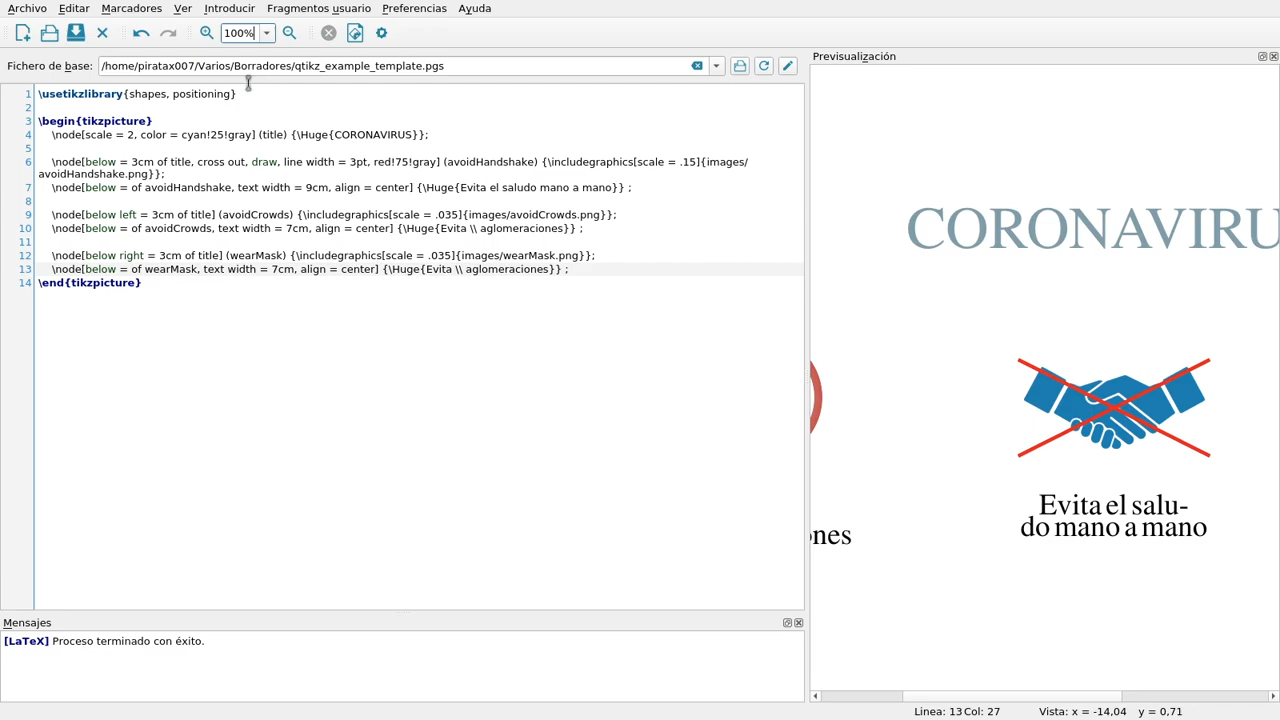 Archivo Editar Marcadores Ver Introducir Fragmentos usuario Preferencias Ayuda
100%
Fichero de base: /home/piratax007/Varios/Borradores/qtikz_example_template.pgs
1 \usetikzlibrary{shapes, positioning}
2
3 \begin{tikzpicture}
4 \node[scale = 2, color = cyan!25!gray] (title) {\Huge{CORONAVIRUS}};
5
6 \node[below = 3cm of title, cross out, draw, line width = 3pt, red!75!gray] (avoidHandshake) {\includegraphics[scale = .15]{images/
avoidHandshake.png}};
7 \node[below = of avoidHandshake, text width = 9cm, align = center] {\Huge{Evita el saludo mano a mano}} ;
8
9 \node[below left = 3cm of title] (avoidCrowds) {\includegraphics[scale = .035]{images/avoidCrowds.png}};
10 \node[below = of avoidCrowds, text width = 7cm, align = center] {\Huge{Evita \\ aglomeraciones}} ;
11
12 \node[below right = 3cm of title] (wearMask) {\includegraphics[scale = .035]{images/wearMask.png}};
13 \node[below = of wearMask, text width = 7cm, align = center] {\Huge{Evita \\ aglomeraciones}} ;
14 \end{tikzpicture}
Mensajes
[LaTeX] Proceso terminado con éxito.
Previsualización
CORONAVIRU
Evita el salu-
do mano a mano
ones
Linea: 13 Col: 27 Vista: x = -14,04 y = 0,71